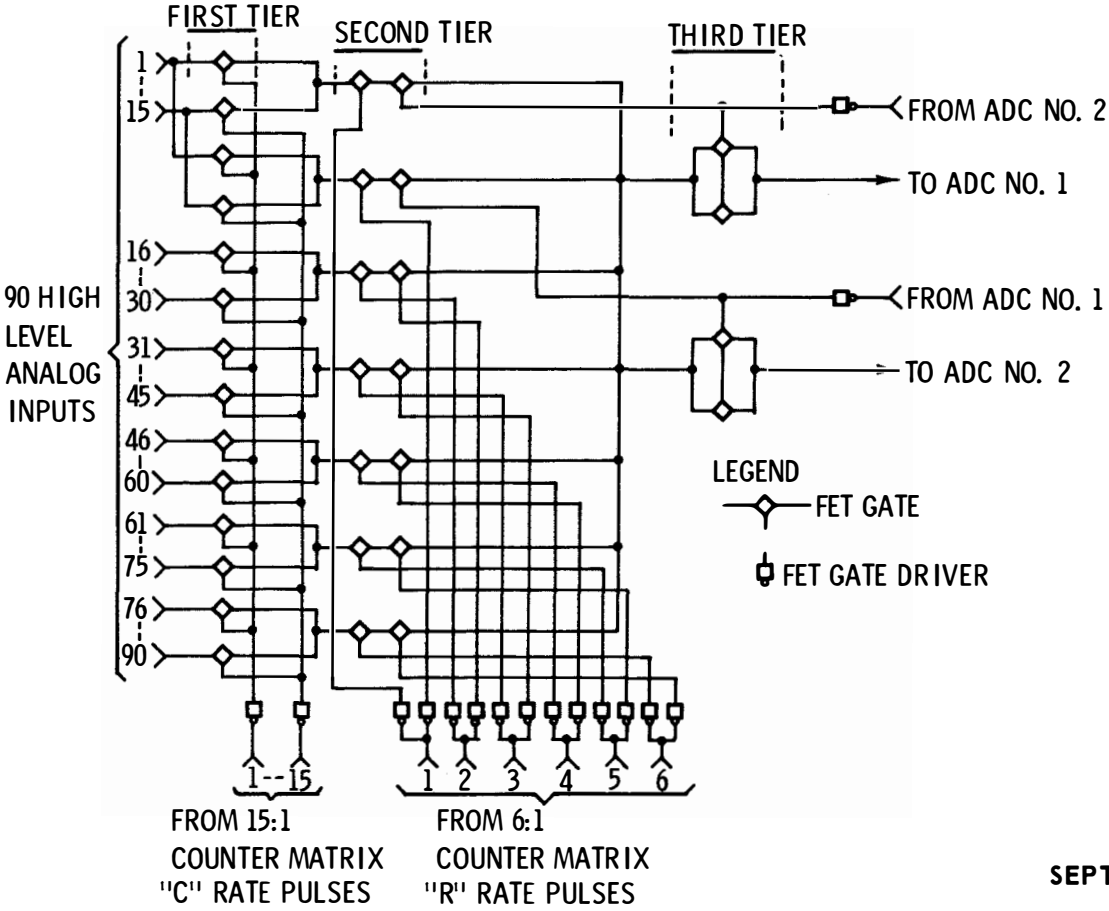 FIRST TIER
SECOND TIER
THIRD TIER
1
15
16
30
31
45
46
60
61
75
76
90
90 HIGH
LEVEL
ANALOG
INPUTS
FROM ADC NO. 2
TO ADC NO. 1
FROM ADC NO. 1
TO ADC NO. 2
LEGEND
FET GATE
FET GATE DRIVER
1--15
1 2 3 4 5 6
FROM 15:1
COUNTER MATRIX
"C" RATE PULSES
FROM 6:1
COUNTER MATRIX
"R" RATE PULSES
SEPT